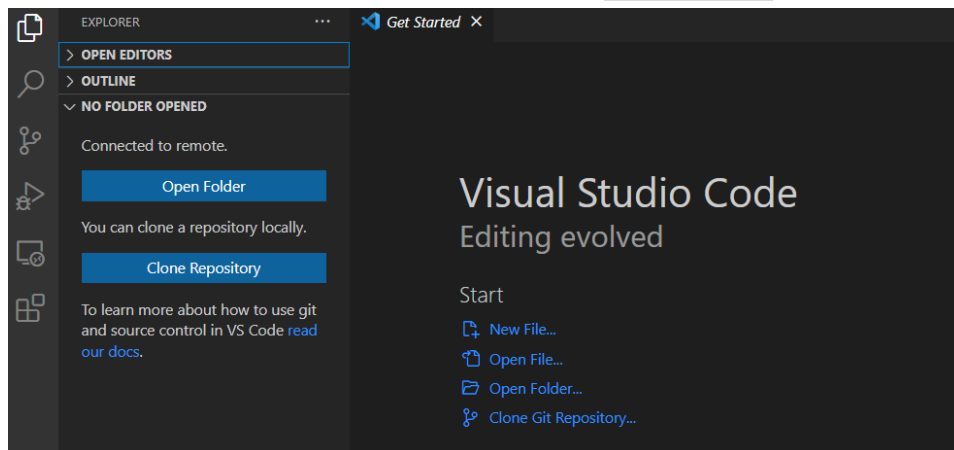 EXPLORER
OPEN EDITORS
OUTLINE
NO FOLDER OPENED
Connected to remote.
Open Folder
You can clone a repository locally.
Clone Repository
To learn more about how to use git
and source control in VS Code read
our docs.
Get Started
Visual Studio Code
Editing evolved
Start
New File...
Open File...
Open Folder...
Clone Git Repository...